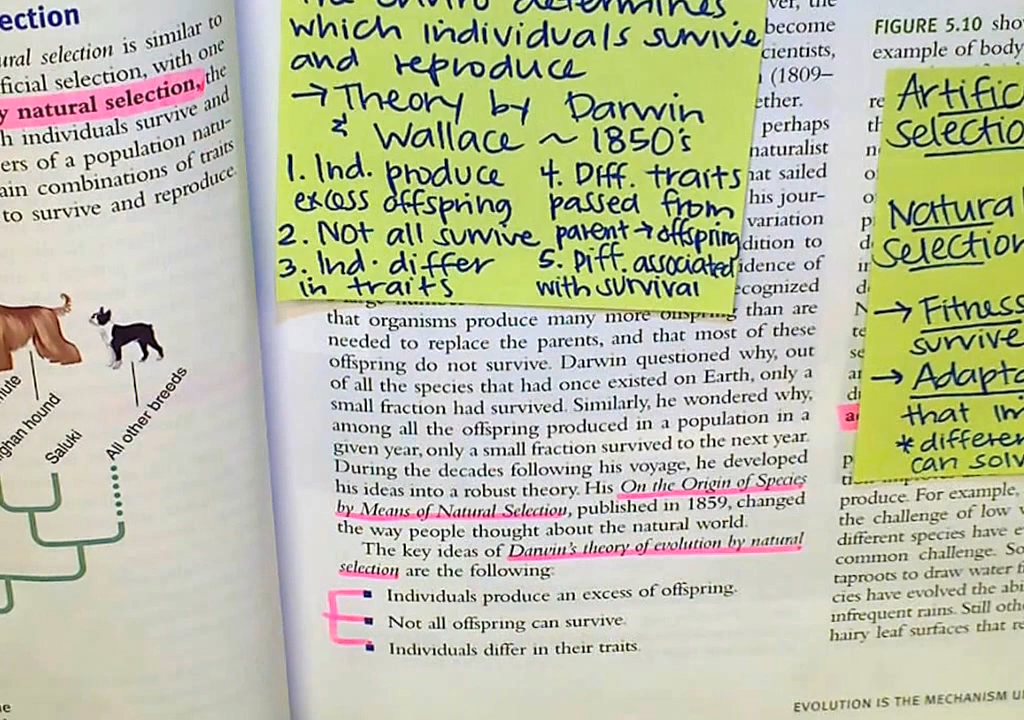 ection
ural selection is similar to
ficial selection, with one
y natural selection, the
h individuals survive and
ers of a population natu-
ain combinations of traits
to survive and reproduce.
ghan hound
Saluki
All other breeds
determines
which individuals survive
and reproduce
→ Theory by Darwin
& Wallace ~ 1850's
1. Ind. produce
excess offspring
2. Not all survive
3. Ind. differ
in traits
4. Diff. traits
passed from
parent → offspring
5. Diff. associated
with survival
become
cientists,
(1809–
ether.
perhaps
naturalist
hat sailed
his jour-
variation
dition to
idence of
ecognized
that organisms produce many more offspring than are
needed to replace the parents, and that most of these
offspring do not survive. Darwin questioned why, out
of all the species that had once existed on Earth, only a
small fraction had survived. Similarly, he wondered why,
among all the offspring produced in a population in a
given year, only a small fraction survived to the next year.
During the decades following his voyage, he developed
his ideas into a robust theory. His On the Origin of Species
by Means of Natural Selection, published in 1859, changed
the way people thought about the natural world.
The key ideas of Darwin's theory of evolution by natural
selection are the following:
■ Individuals produce an excess of offspring.
■ Not all offspring can survive.
■ Individuals differ in their traits.
FIGURE 5.10 sho
example of body
Artific
selectio
Natural
selection
→ Fitness
survive
→ Adapta
that im
* differen
can solv
produce. For example,
the challenge of low
different species have e
common challenge. So
taproots to draw water f
cies have evolved the abi
infrequent rains. Still oth
hairy leaf surfaces that re
EVOLUTION IS THE MECHANISM U